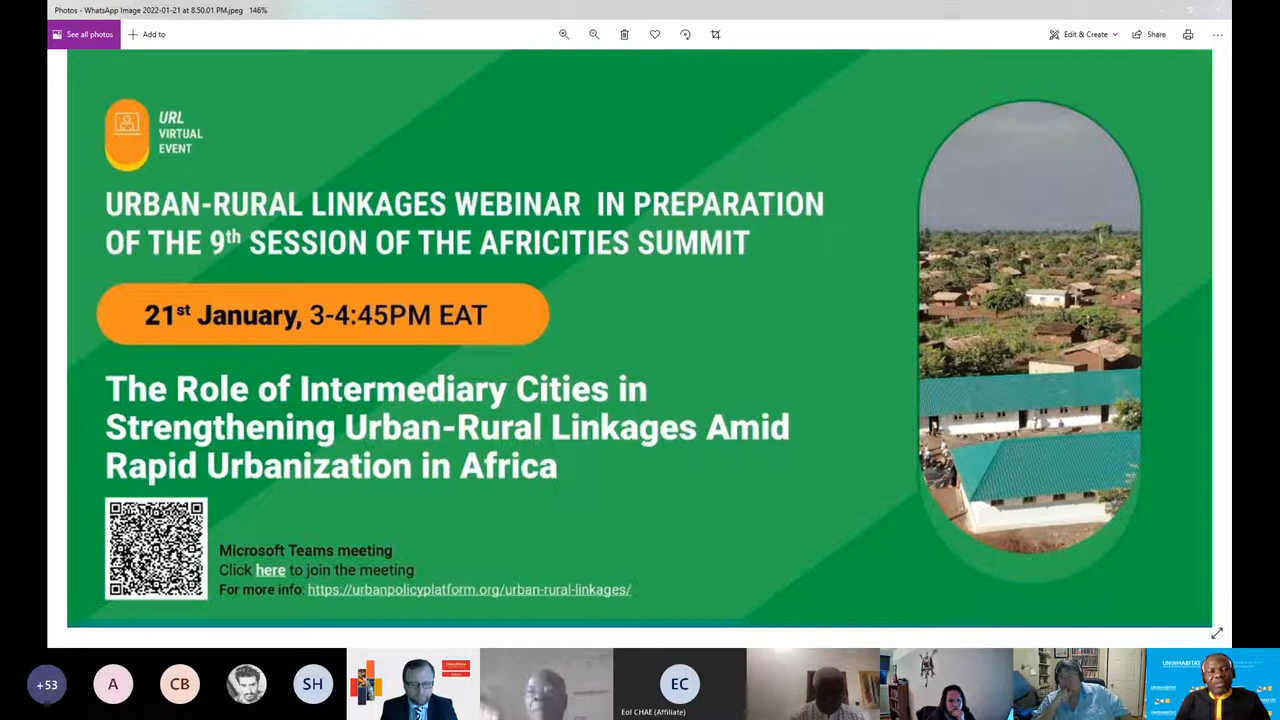 Photos - WhatsApp Image 2022-01-21 at 8.50.01 PM.jpeg 146%
See all photos
Add to
Edit & Create
Share
URL
VIRTUAL
EVENT
URBAN-RURAL LINKAGES WEBINAR IN PREPARATION
OF THE 9th SESSION OF THE AFRICITIES SUMMIT
21st January, 3-4:45PM EAT
The Role of Intermediary Cities in
Strengthening Urban-Rural Linkages Amid
Rapid Urbanization in Africa
Microsoft Teams meeting
Click here to join the meeting
For more info: https://urbanpolicyplatform.org/urban-rural-linkages/
+53
A
CB
SH
EC
Eol CHAE (Affiliate)
UN HABITAT